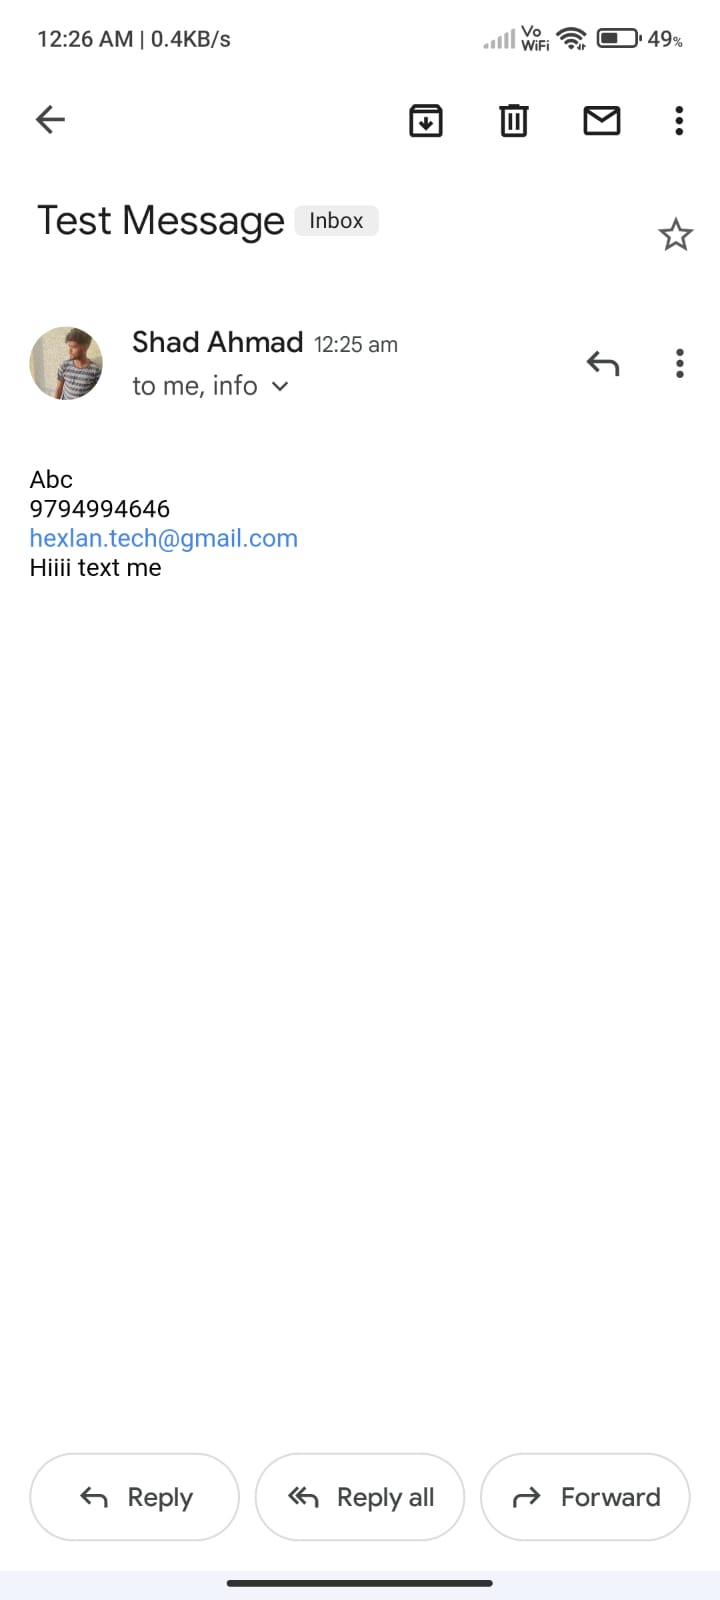 12:26 AM | 0.4KB/s
Vo
WiFi
49%
Test Message Inbox
Shad Ahmad 12:25 am
to me, info
Abc
9794994646
hexlan.tech@gmail.com
Hiiii text me
Reply
Reply all
Forward